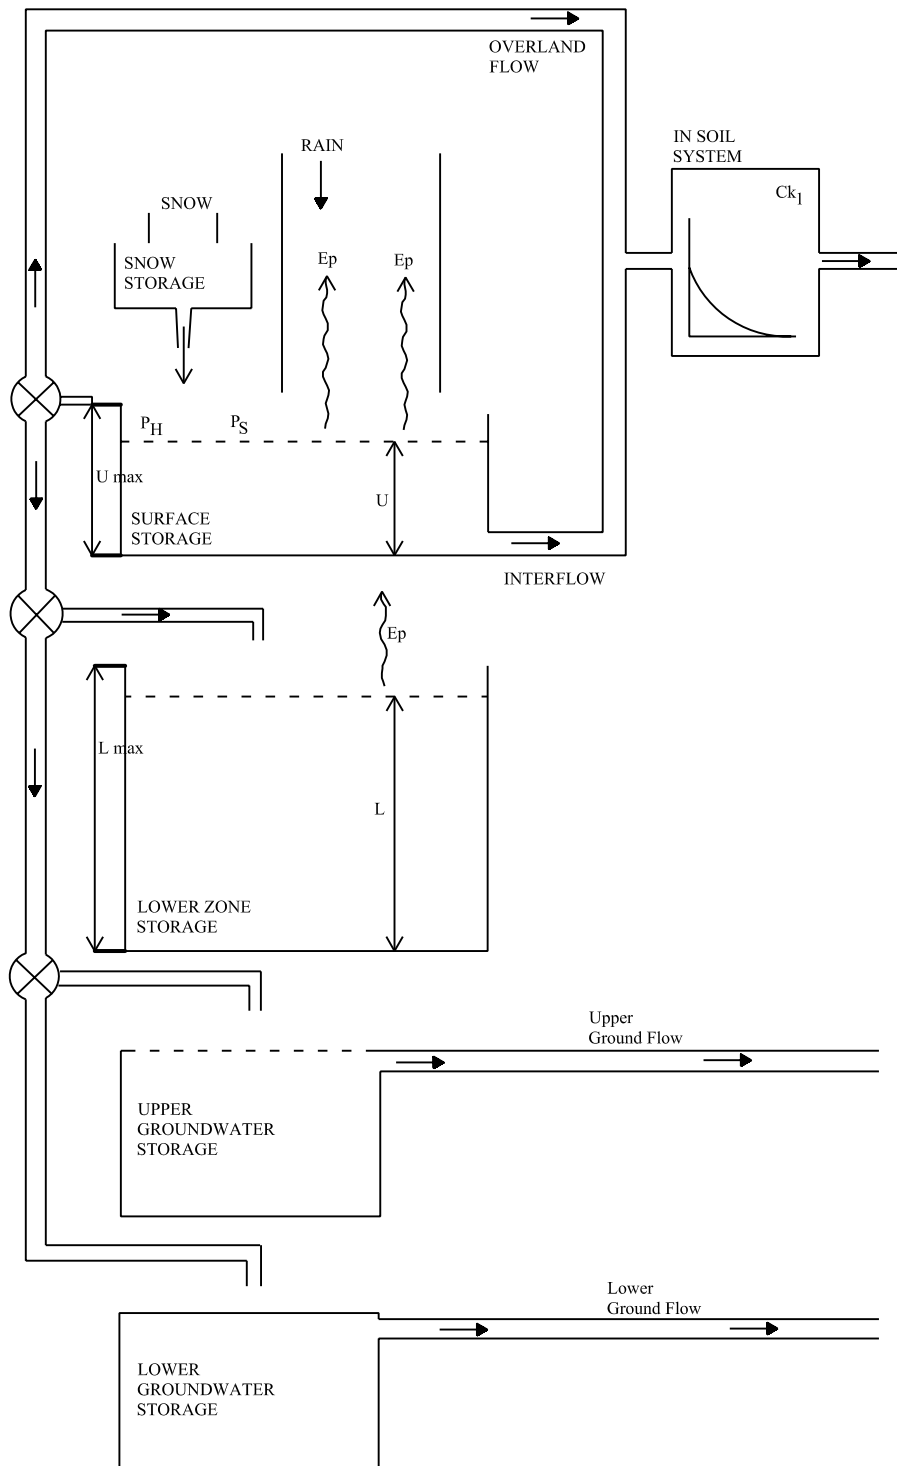 OVERLAND
FLOW
IN SOIL
SYSTEM
Ck1
RAIN
SNOW
SNOW
STORAGE
Ep
Ep
PH
PS
U max
U
SURFACE
STORAGE
INTERFLOW
Ep
L max
L
LOWER ZONE
STORAGE
Upper
Ground Flow
UPPER
GROUNDWATER
STORAGE
Lower
Ground Flow
LOWER
GROUNDWATER
STORAGE